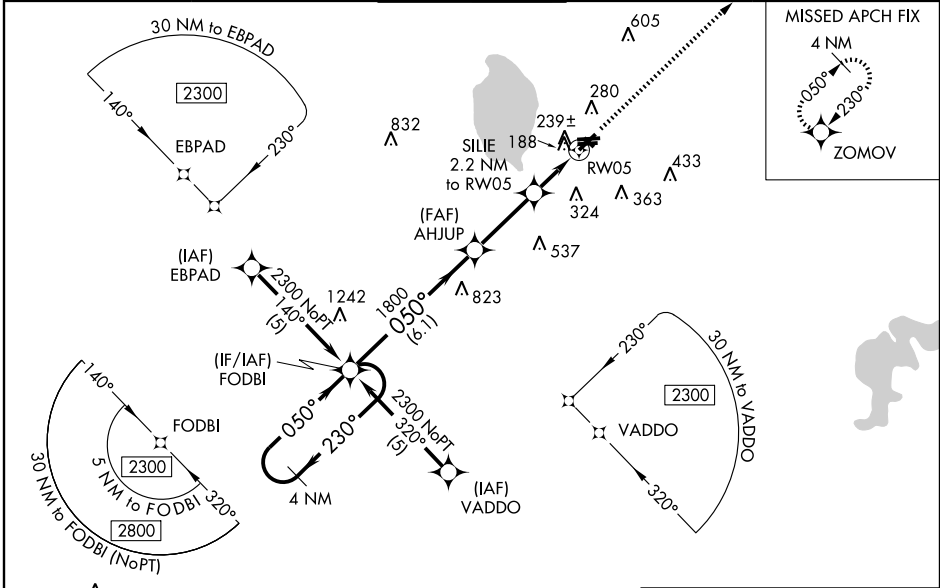 30 NM to EBPAD
2300
140°
230°
EBPAD
605
280
832
239±
188
SILIE
2.2 NM
to RW05
RW05
433
363
324
MISSED APCH FIX
4 NM
050°
230°
ZOMOV
(FAF)
AHJUP
537
823
(IAF)
EBPAD
2300 NoPT
140°
(5)
1242
1800
050°
(6.1)
(IF/IAF)
FODBI
050°
230°
4 NM
2300 NoPT
320°
(5)
(IAF)
VADDO
230°
30 NM to VADDO
2300
VADDO
320°
140°
FODBI
2300
5 NM to FODBI
320°
2800
30 NM to FODBI (NoPT)